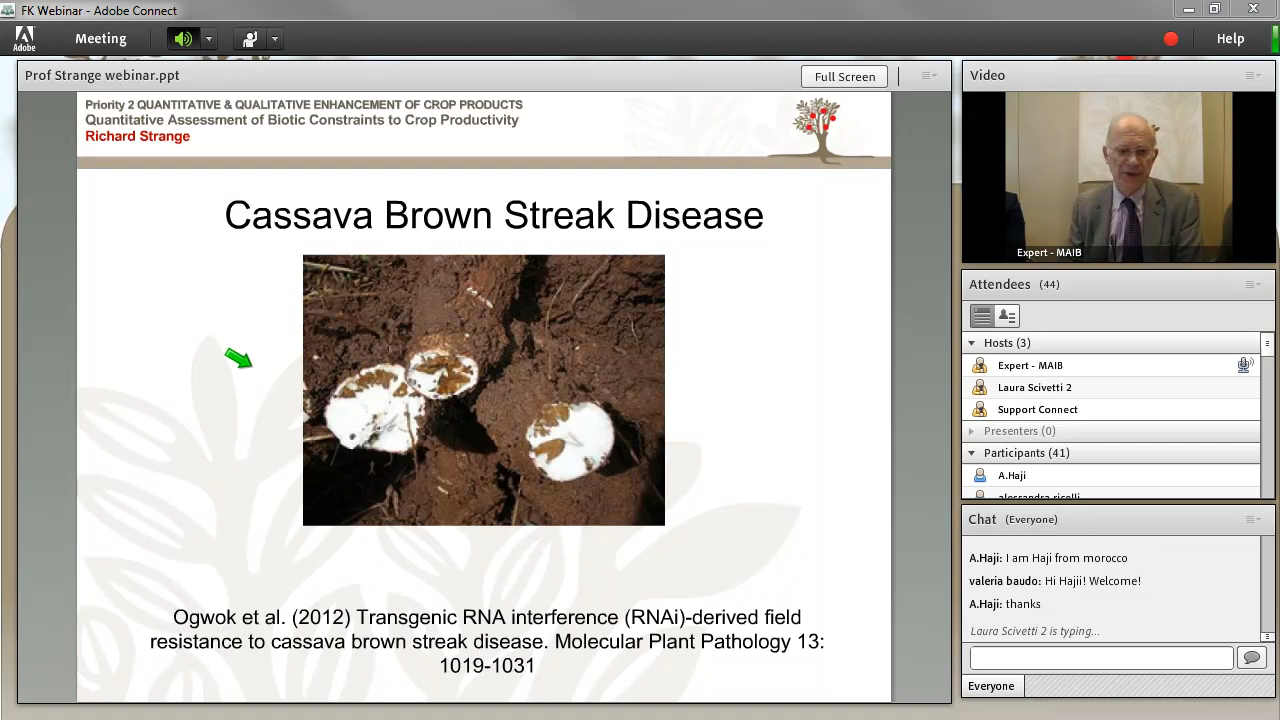 FK Webinar - Adobe Connect
Adobe
Meeting
Help
Prof Strange webinar.ppt
Full Screen
Priority 2 QUANTITATIVE & QUALITATIVE ENHANCEMENT OF CROP PRODUCTS
Quantitative Assessment of Biotic Constraints to Crop Productivity
Richard Strange
Cassava Brown Streak Disease
Ogwok et al. (2012) Transgenic RNA interference (RNAi)-derived field
resistance to cassava brown streak disease. Molecular Plant Pathology 13:
1019-1031
Video
Expert - MAIB
Attendees (44)
Hosts (3)
Expert - MAIB
Laura Scivetti 2
Support Connect
Presenters (0)
Participants (41)
A.Haji
alessandra ricelli
Chat (Everyone)
A.Haji: I am Haji from morocco
valeria baudo: Hi Hajii! Welcome!
A.Haji: thanks
Laura Scivetti 2 is typing...
Everyone